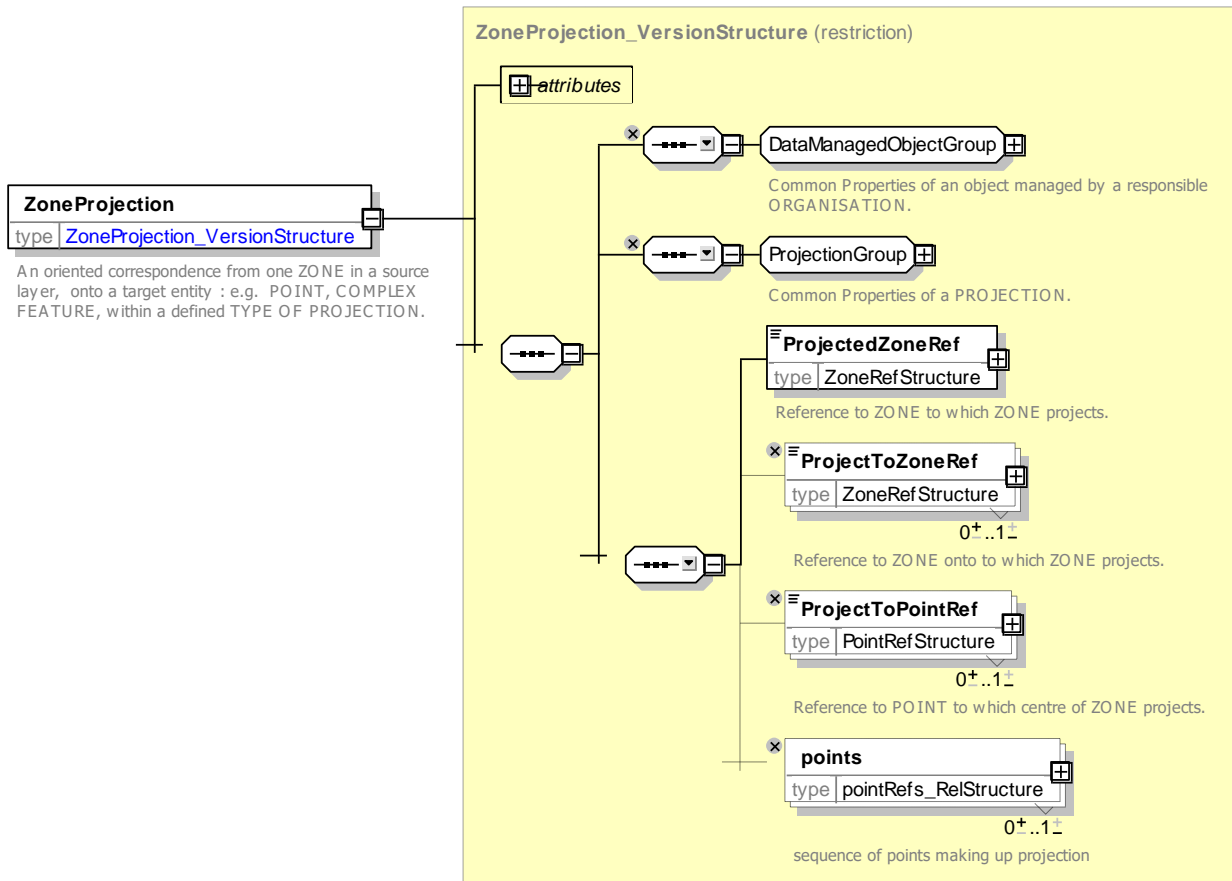 ZoneProjection_VersionStructure (restriction)
attributes
DataManagedObjectGroup
Common Properties of an object managed by a responsible
ORGANISATION.
ZoneProjection
type ZoneProjection_VersionStructure
An oriented correspondence from one ZONE in a source
layer, onto a target entity : e.g. POINT, COMPLEX
FEATURE, within a defined TYPE OF PROJECTION.
ProjectionGroup
Common Properties of a PROJECTION.
ProjectedZoneRef
type ZoneRefStructure
Reference to ZONE to which ZONE projects.
ProjectToZoneRef
type ZoneRefStructure
0±..1±
Reference to ZONE onto to which ZONE projects.
ProjectToPointRef
type PointRefStructure
0±..1±
Reference to POINT to which centre of ZONE projects.
points
type pointRefs_RelStructure
0±..1±
sequence of points making up projection